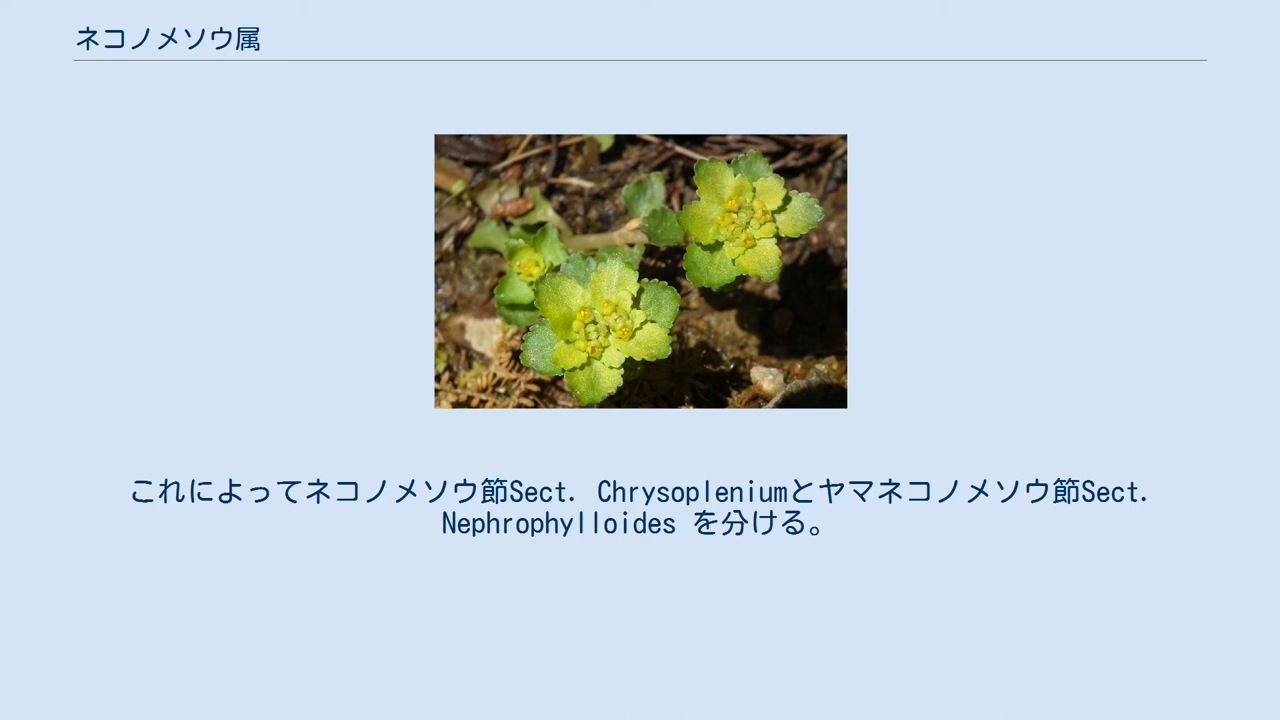 ネコノメソウ属
これによってネコノメソウ節Sect. Chrysopleniumとヤマネコノメソウ節Sect.
Nephrophylloides を分ける。